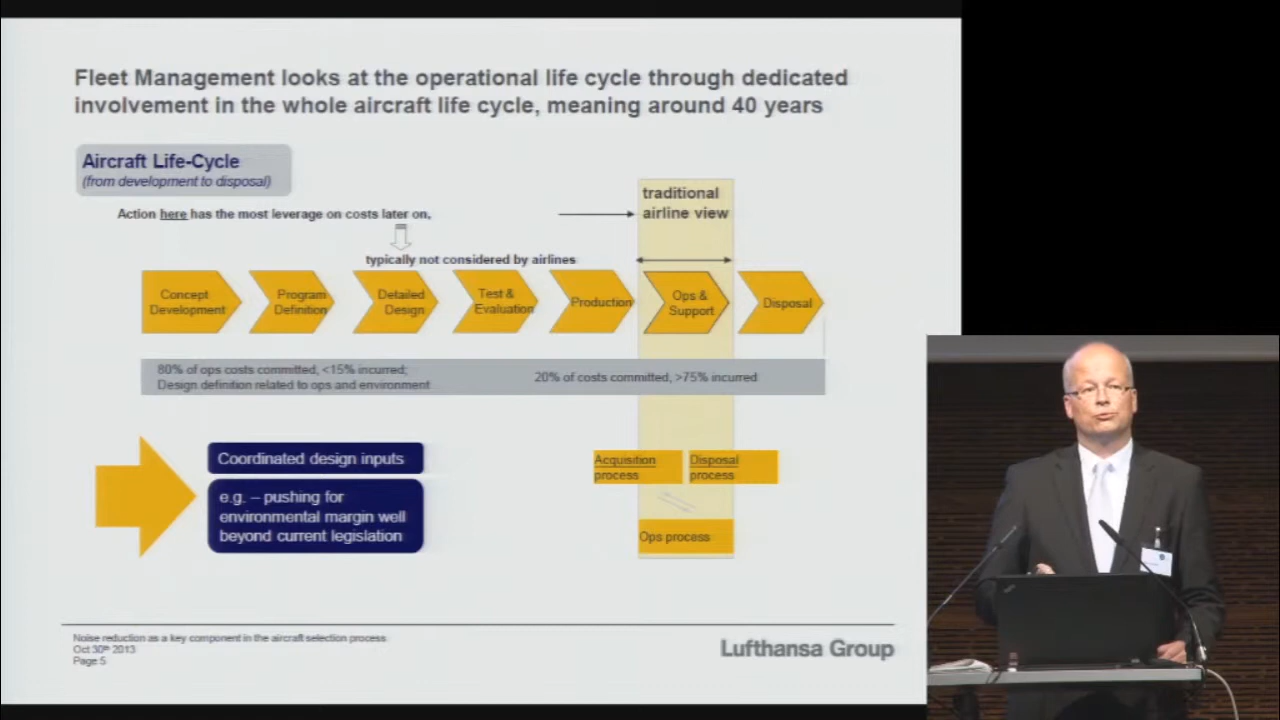 Fleet Management looks at the operational life cycle through dedicated
involvement in the whole aircraft life cycle, meaning around 40 years
Aircraft Life-Cycle
(from development to disposal)
traditional
airline view
Action here has the most leverage on costs later on,
typically not considered by airlines
Concept
Development
Program
Definition
Detailed
Design
Test &
Evaluation
Production
Ops &
Support
Disposal
80% of ops costs committed, <15% incurred;
Design definition related to ops and environment
20% of costs committed, >75% incurred
Coordinated design inputs
e.g. – pushing for
environmental margin well
beyond current legislation
Acquisition
process
Disposal
process
Ops process
Noise reduction as a key component in the aircraft selection process
Oct 30th 2013
Page 5
Lufthansa Group